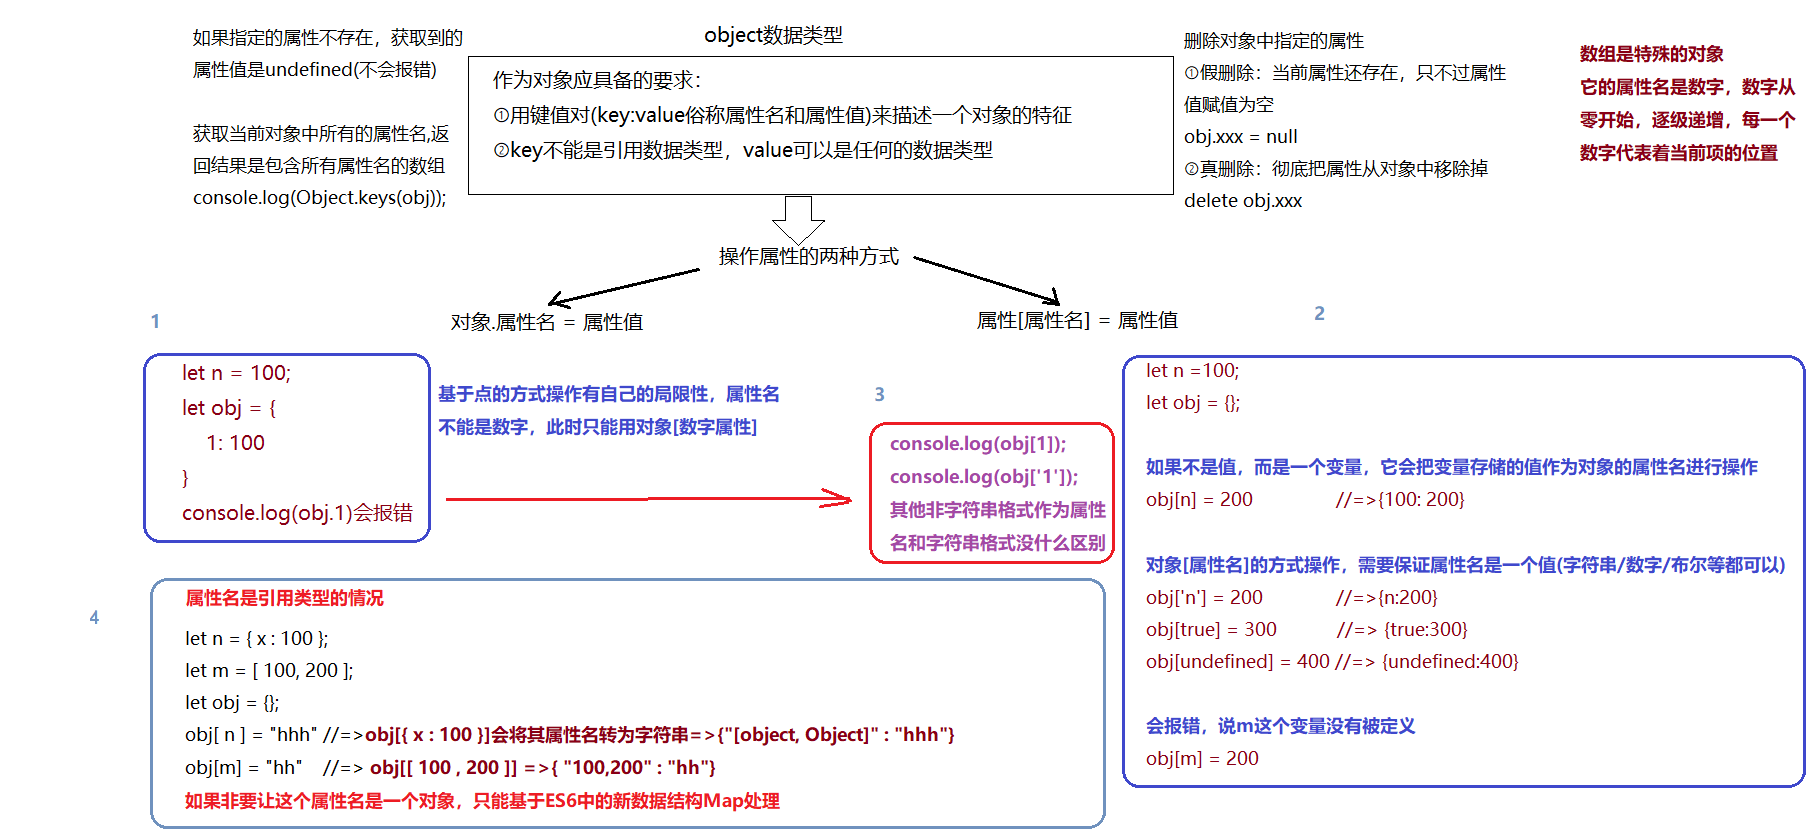 如果指定的属性不存在，获取到的
属性值是undefined(不会报错)
获取当前对象中所有的属性名,返
回结果是包含所有属性名的数组
console.log(Object.keys(obj));
object数据类型
作为对象应具备的要求：
①用键值对(key:value俗称属性名和属性值)来描述一个对象的特征
②key不能是引用数据类型，value可以是任何的数据类型
删除对象中指定的属性
①假删除：当前属性还存在，只不过属性
值赋值为空
obj.xxx = null
②真删除：彻底把属性从对象中移除掉
delete obj.xxx
数组是特殊的对象
它的属性名是数字，数字从
零开始，逐级递增，每一个
数字代表着当前项的位置
操作属性的两种方式
对象.属性名 = 属性值
属性[属性名] = 属性值
1
let n = 100;
let obj = {
1: 100
}
console.log(obj.1)会报错
基于点的方式操作有自己的局限性，属性名
不能是数字，此时只能用对象[数字属性]
3
console.log(obj[1]);
console.log(obj['1']);
其他非字符串格式作为属性
名和字符串格式没什么区别
2
let n =100;
let obj = {};
如果不是值，而是一个变量，它会把变量存储的值作为对象的属性名进行操作
obj[n] = 200 //=>{100: 200}
对象[属性名]的方式操作，需要保证属性名是一个值(字符串/数字/布尔等都可以)
obj['n'] = 200 //=>{n:200}
obj[true] = 300 //=> {true:300}
obj[undefined] = 400 //=> {undefined:400}
会报错，说m这个变量没有被定义
obj[m] = 200
4
属性名是引用类型的情况
let n = { x : 100 };
let m = [ 100, 200 ];
let obj = {};
obj[ n ] = "hhh" //=>obj[{ x : 100 }]会将其属性名转为字符串=>{"[object, Object]" : "hhh"}
obj[m] = "hh" //=> obj[[ 100 , 200 ]] =>{ "100,200" : "hh"}
如果非要让这个属性名是一个对象，只能基于ES6中的新数据结构Map处理